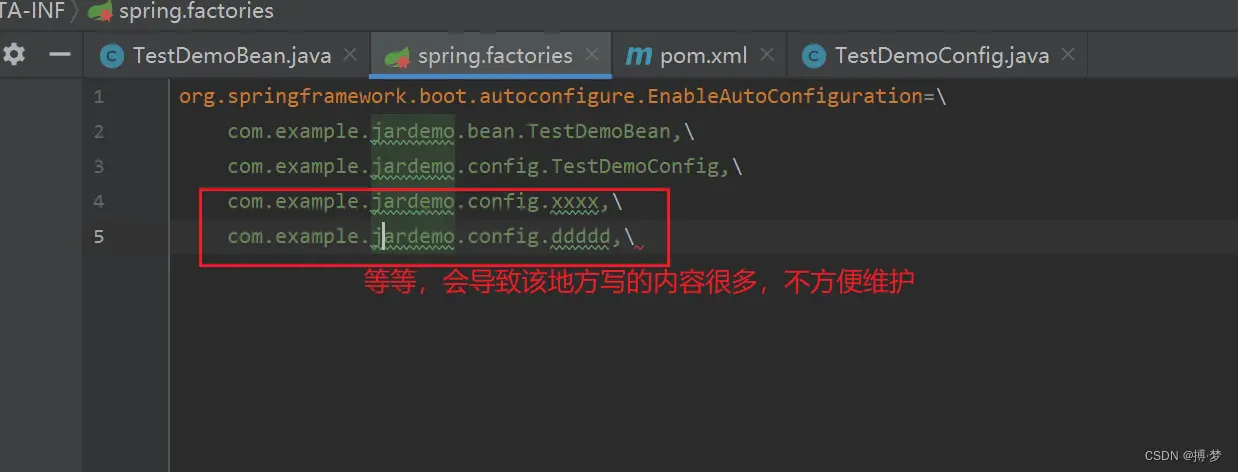 TA-INF 〉 spring.factories
TestDemoBean.java spring.factories pom.xml TestDemoConfig.java
1 org.springframework.boot.autoconfigure.EnableAutoConfiguration=\
2 com.example.jardemo.bean.TestDemoBean,\
3 com.example.jardemo.config.TestDemoConfig,\
4 com.example.jardemo.config.xxxx,\
5 com.example.jardemo.config.ddddd,\
等等，会导致该地方写的内容很多，不方便维护
CSDN @搏·梦